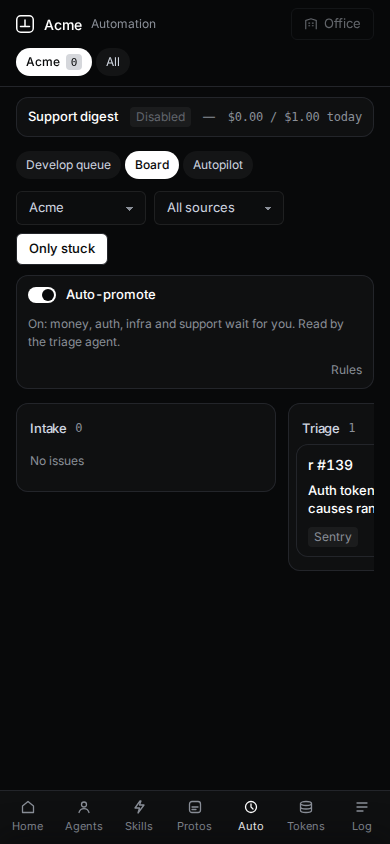 Acme Automation Office
Acme 0 All
Support digest Disabled — $0.00 / $1.00 today
Develop queue Board Autopilot
Acme All sources
Only stuck
Auto-promote
On: money, auth, infra and support wait for you. Read by
the triage agent.
Rules
Intake 0
No issues
Triage 1
r #139
Auth token
causes ran
Sentry
Home Agents Skills Protos Auto Tokens Log